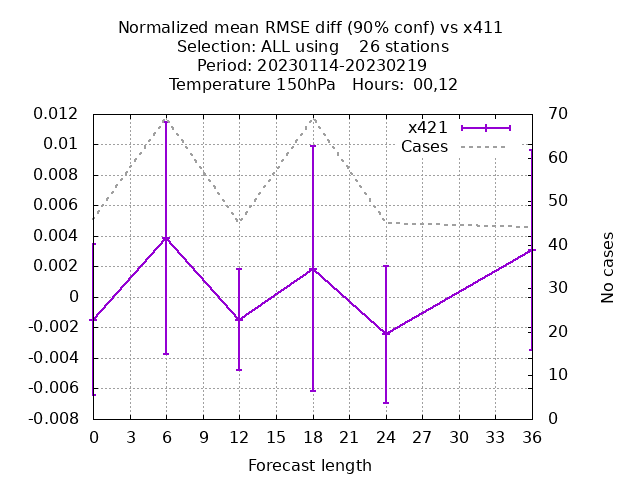 Normalized mean RMSE diff (90% conf) vs x411
Selection: ALL using    26 stations
Period: 20230114-20230219
Temperature 150hPa   Hours:  00,12
x421
Cases
0.012
0.01
0.008
0.006
0.004
0.002
0
-0.002
-0.004
-0.006
-0.008
70
60
50
40
30
20
10
0
No cases
0 3 6 9 12 15 18 21 24 27 30 33 36
Forecast length